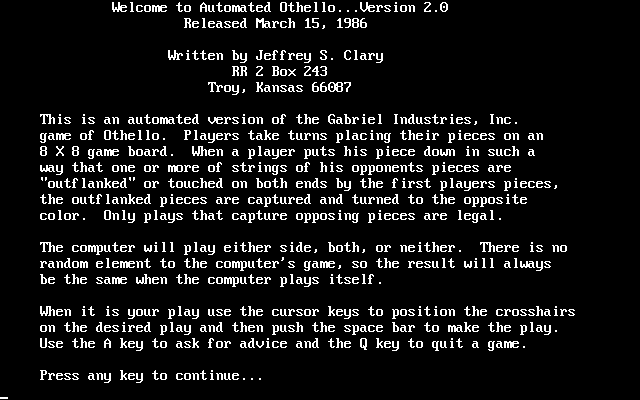 Welcome to Automated Othello...Version 2.0
Released March 15, 1986
Written by Jeffrey S. Clary
RR 2 Box 243
Troy, Kansas 66087
This is an automated version of the Gabriel Industries, Inc.
game of Othello.  Players take turns placing their pieces on an
8 X 8 game board.  When a player puts his piece down in such a
way that one or more of strings of his opponents pieces are
"outflanked" or touched on both ends by the first players pieces,
the outflanked pieces are captured and turned to the opposite
color.  Only plays that capture opposing pieces are legal.
The computer will play either side, both, or neither.  There is no
random element to the computer's game, so the result will always
be the same when the computer plays itself.
When it is your play use the cursor keys to position the crosshairs
on the desired play and then push the space bar to make the play.
Use the A key to ask for advice and the Q key to quit a game.
Press any key to continue...